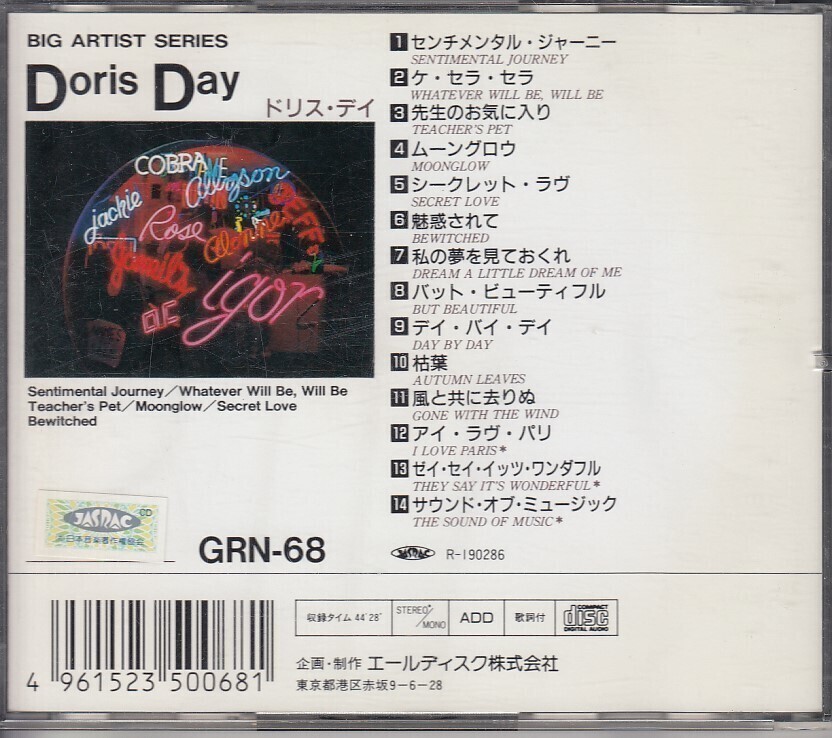 BIG ARTIST SERIES
Doris Day
ドリス・デイ
COBRA
Allyson
jackie
Rose
igor
Sentimental Journey／Whatever Will Be, Will Be
Teacher's Pet／Moonglow／Secret Love
Bewitched
JASRAC
CD
日本音楽著作権協会
GRN-68
1 センチメンタル・ジャーニー
SENTIMENTAL JOURNEY
2 ケ・セラ・セラ
WHATEVER WILL BE, WILL BE
3 先生のお気に入り
TEACHER'S PET
4 ムーングロウ
MOONGLOW
5 シークレット・ラヴ
SECRET LOVE
6 魅惑されて
BEWITCHED
7 私の夢を見ておくれ
DREAM A LITTLE DREAM OF ME
8 バット・ビューティフル
BUT BEAUTIFUL
9 デイ・バイ・デイ
DAY BY DAY
10 枯葉
AUTUMN LEAVES
11 風と共に去りぬ
GONE WITH THE WIND
12 アイ・ラヴ・パリ
I LOVE PARIS*
13 ゼイ・セイ・イッツ・ワンダフル
THEY SAY IT'S WONDERFUL*
14 サウンド・オブ・ミュージック
THE SOUND OF MUSIC*
JASRAC R-190286
4 961523 500681
収録タイム 44′28″ STEREO*/MONO ADD 歌詞付 COMPACT disc DIGITAL AUDIO
企画・制作 エールディスク株式会社
東京都港区赤坂9－6－28